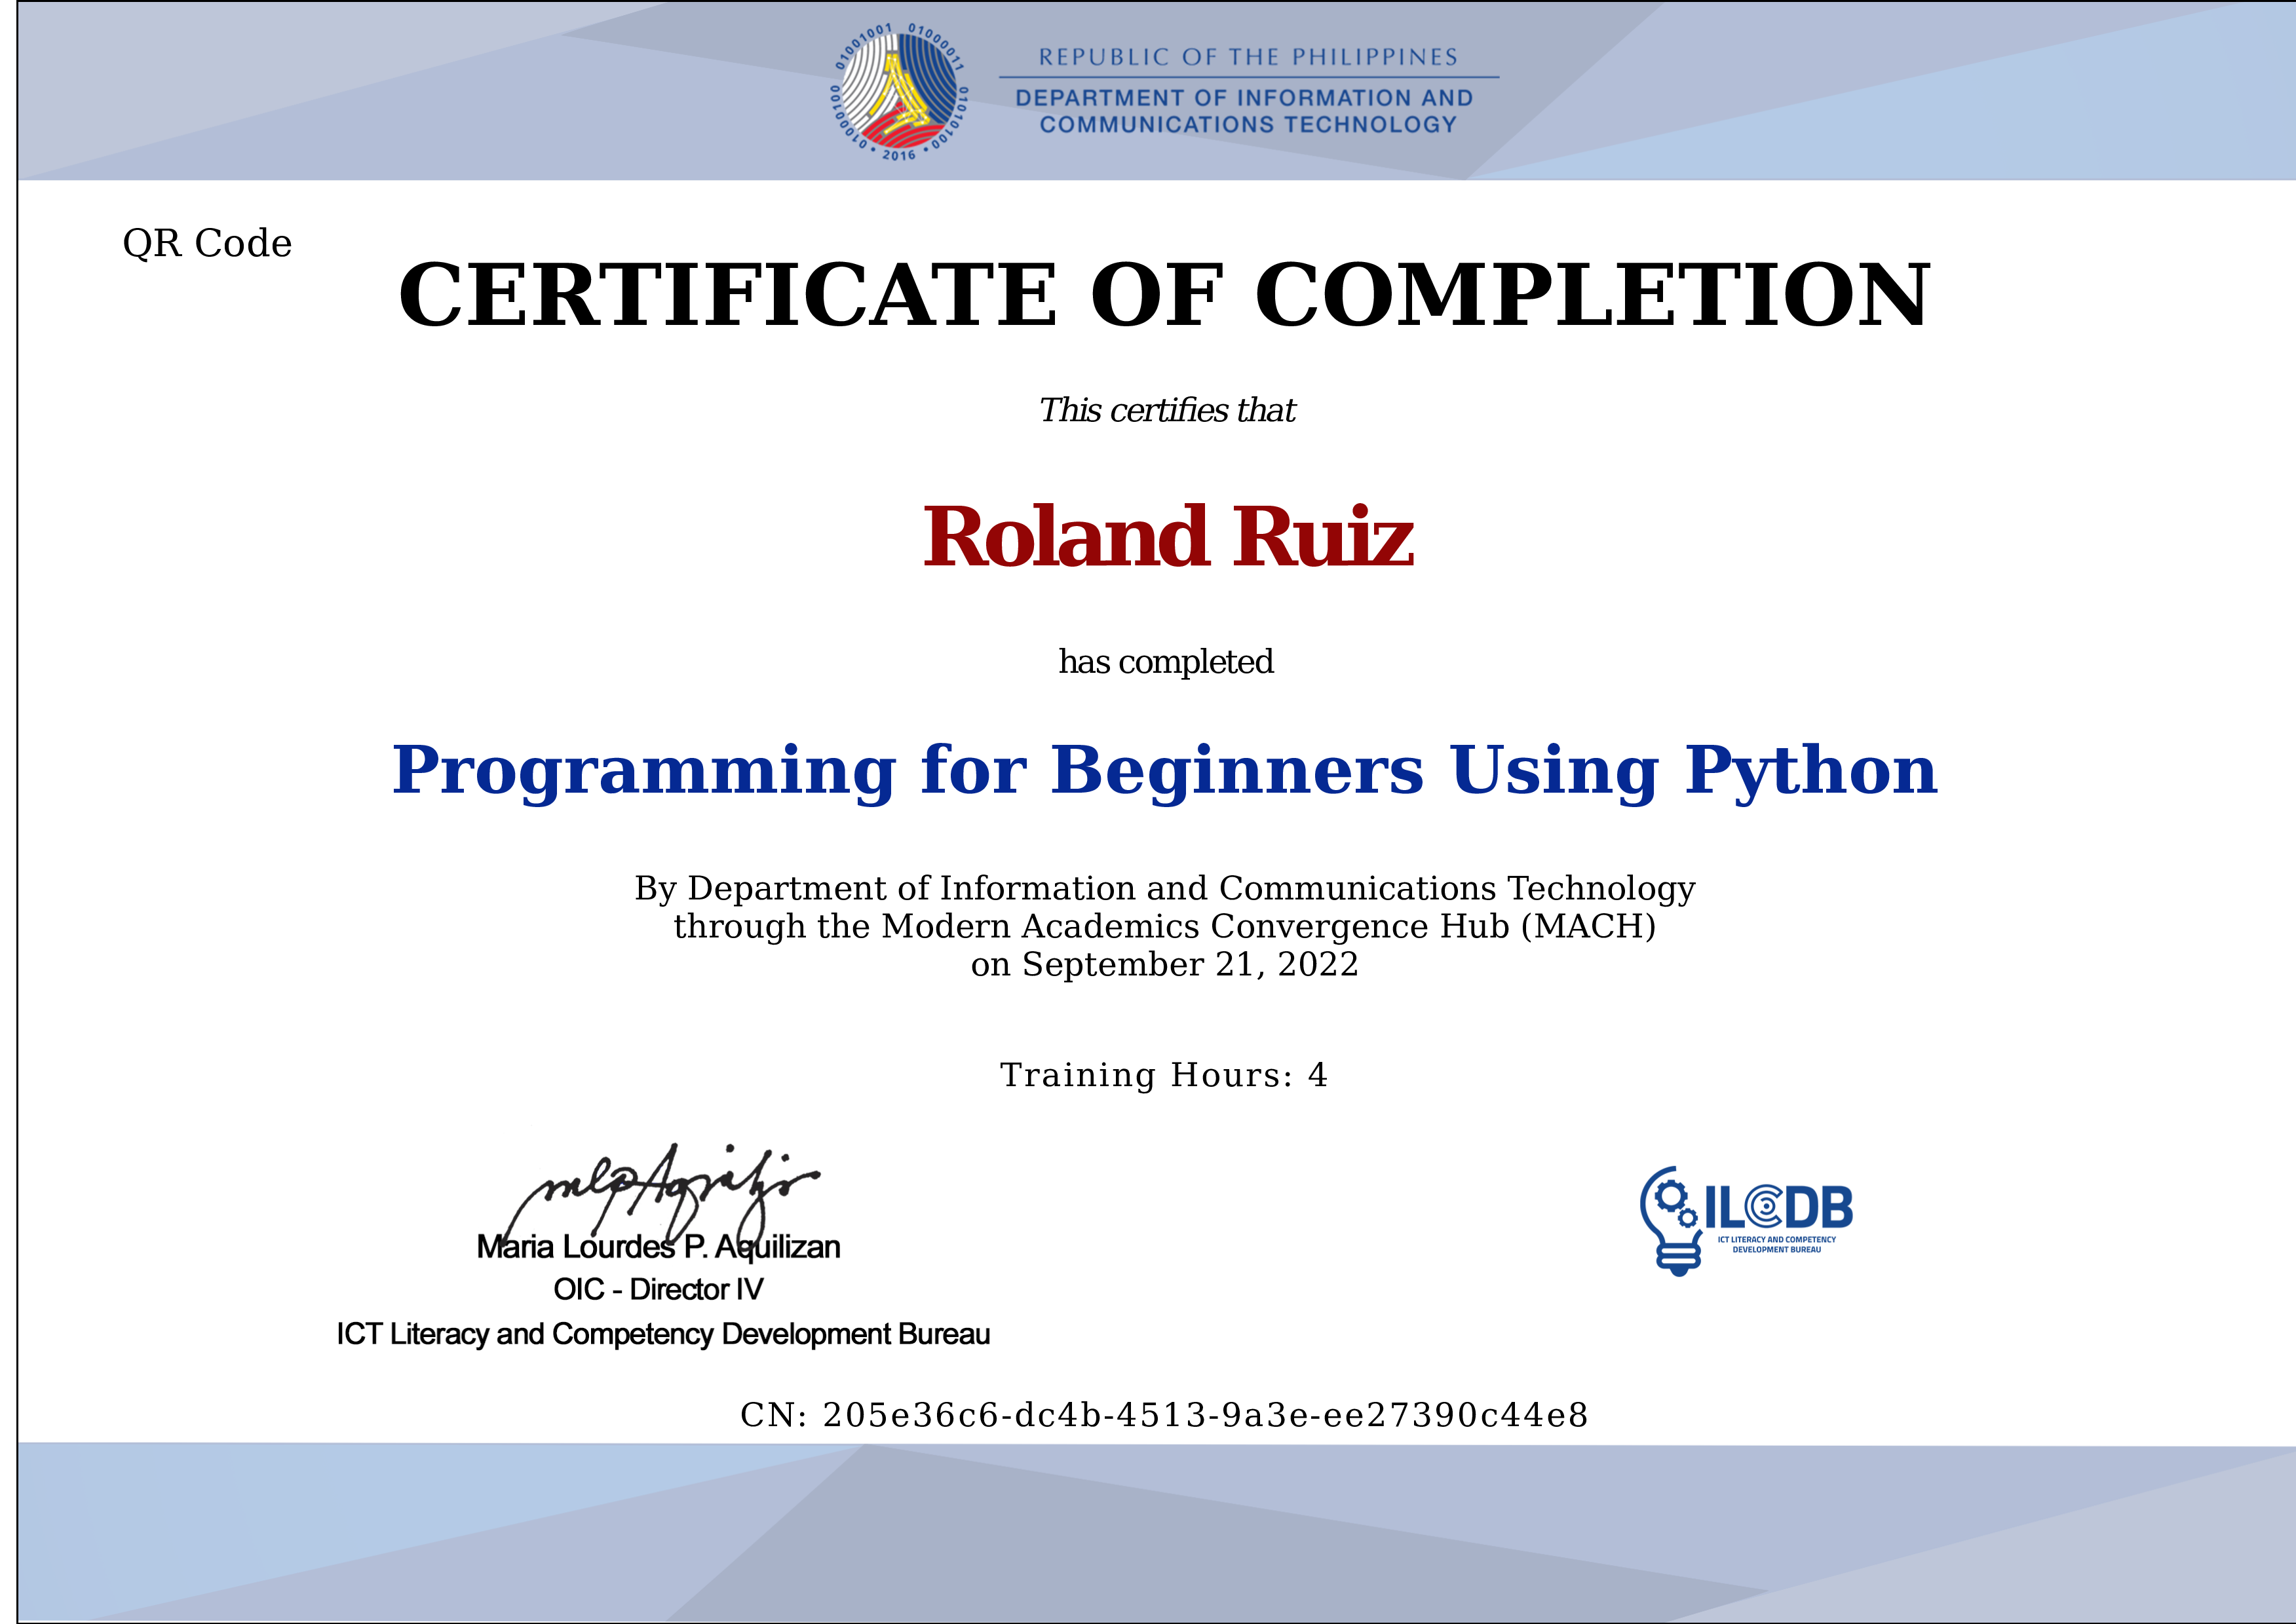 01001001 01000011 01010100 • 2016 • 01000100
REPUBLIC OF THE PHILIPPINES
DEPARTMENT OF INFORMATION AND
COMMUNICATIONS TECHNOLOGY
QR Code
CERTIFICATE OF COMPLETION
This certifies that
Roland Ruiz
has completed
Programming for Beginners Using Python
By Department of Information and Communications Technology
through the Modern Academics Convergence Hub (MACH)
on September 21, 2022
Training Hours: 4
Maria Lourdes P. Aquilizan
OIC - Director IV
ICT Literacy and Competency Development Bureau
ILCDB
ICT LITERACY AND COMPETENCY
DEVELOPMENT BUREAU
CN: 205e36c6-dc4b-4513-9a3e-ee27390c44e8